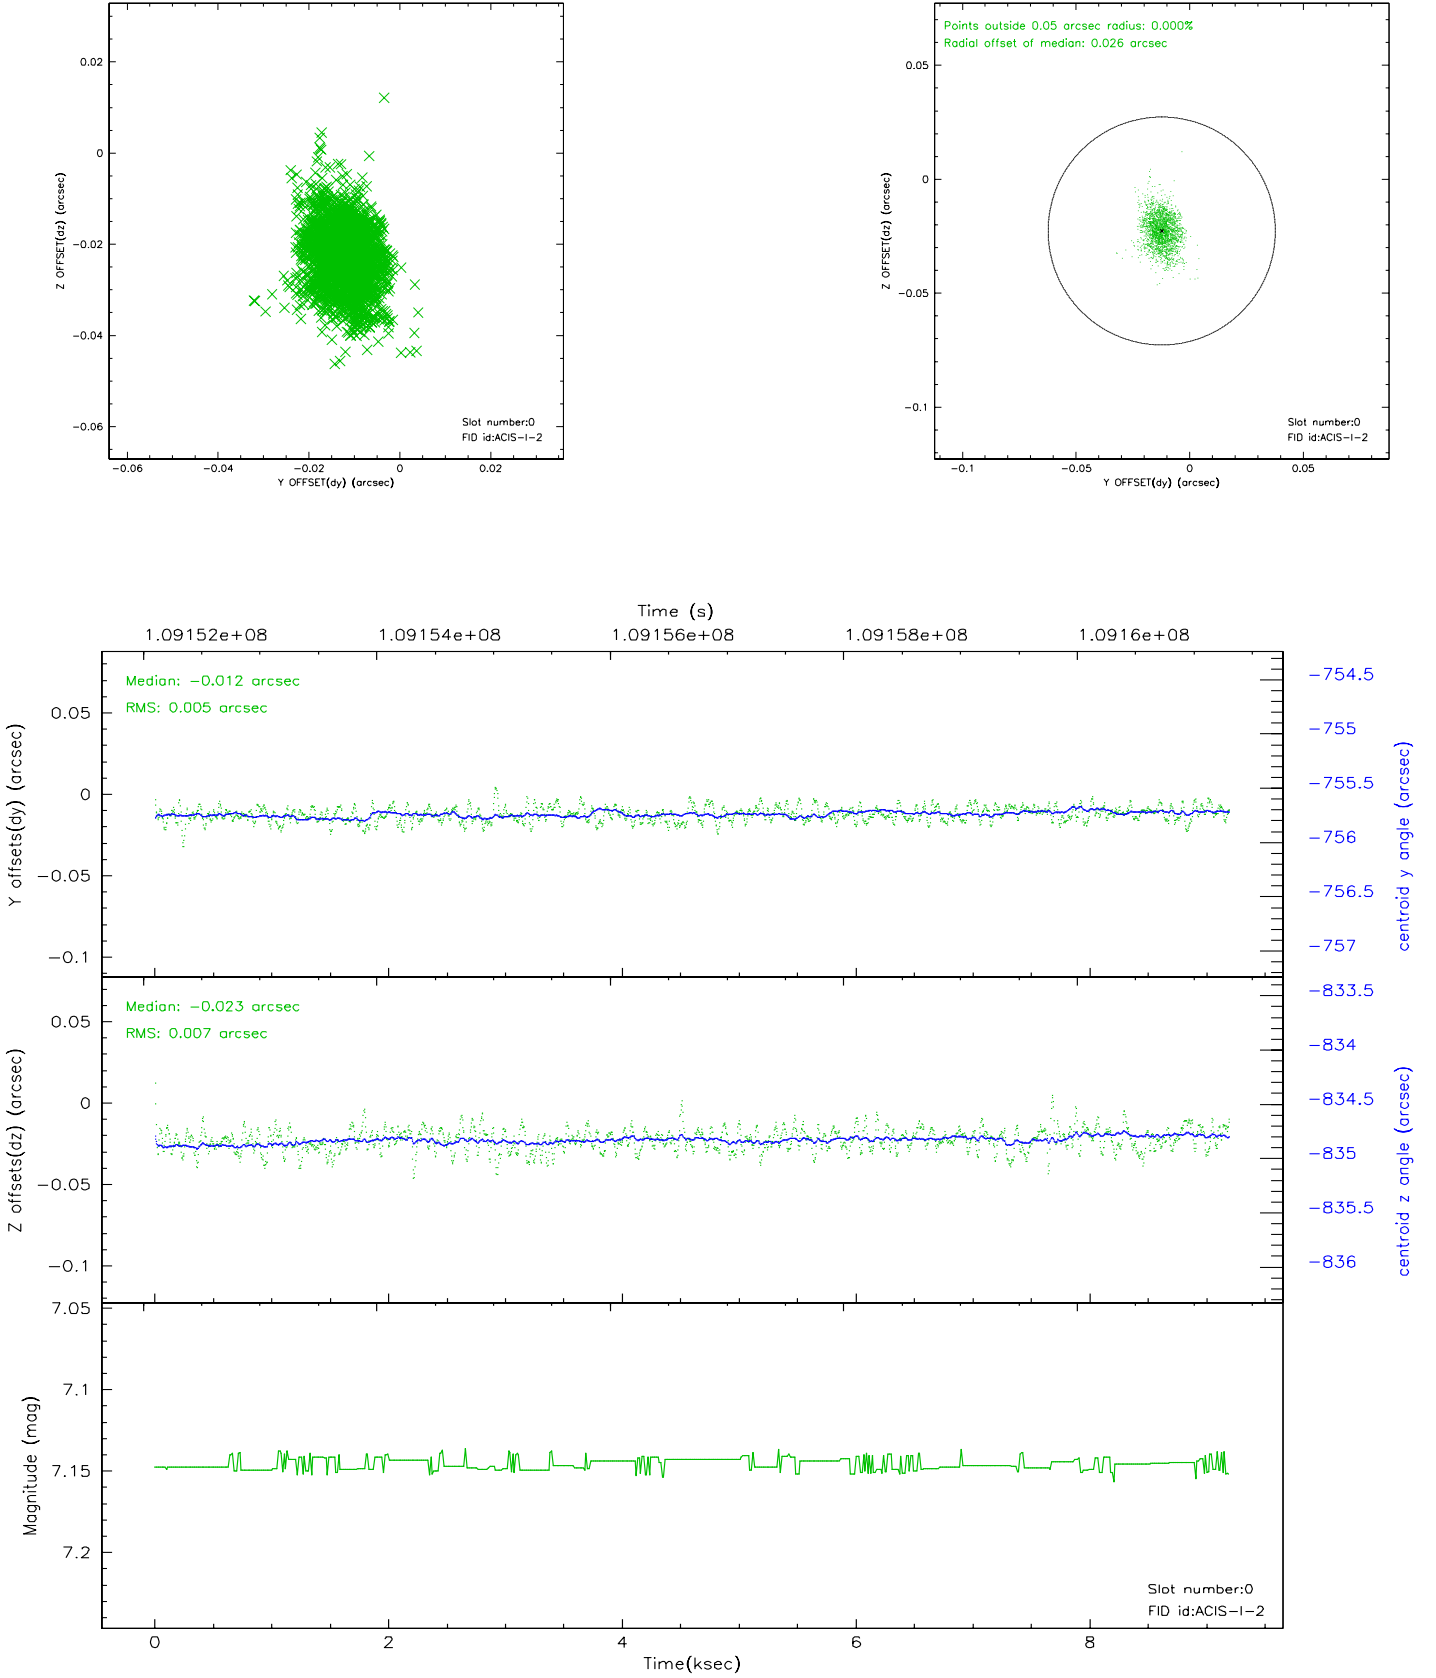 0.02
0
−0.02
−0.04
−0.06
Z OFFSET(dz) (arcsec)
−0.06
−0.04
−0.02
0
0.02
Y OFFSET(dy) (arcsec)
Slot number:0
FID id:ACIS−I−2
Points outside 0.05 arcsec radius: 0.000%
Radial offset of median: 0.026 arcsec
0.05
0
−0.05
−0.1
Z OFFSET(dz) (arcsec)
−0.1
−0.05
0
0.05
Y OFFSET(dy) (arcsec)
Slot number:0
FID id:ACIS−I−2
Time (s)
1.09152e+08
1.09154e+08
1.09156e+08
1.09158e+08
1.0916e+08
Median: −0.012 arcsec
RMS: 0.005 arcsec
0.05
0
−0.05
−0.1
Y offsets(dy) (arcsec)
−754.5
−755
−755.5
−756
−756.5
−757
centroid y angle (arcsec)
Median: −0.023 arcsec
RMS: 0.007 arcsec
0.05
0
−0.05
−0.1
Z offsets(dz) (arcsec)
−833.5
−834
−834.5
−835
−835.5
−836
centroid z angle (arcsec)
7.05
7.1
7.15
7.2
Magnitude (mag)
Slot number:0
FID id:ACIS−I−2
0
2
4
6
8
Time(ksec)